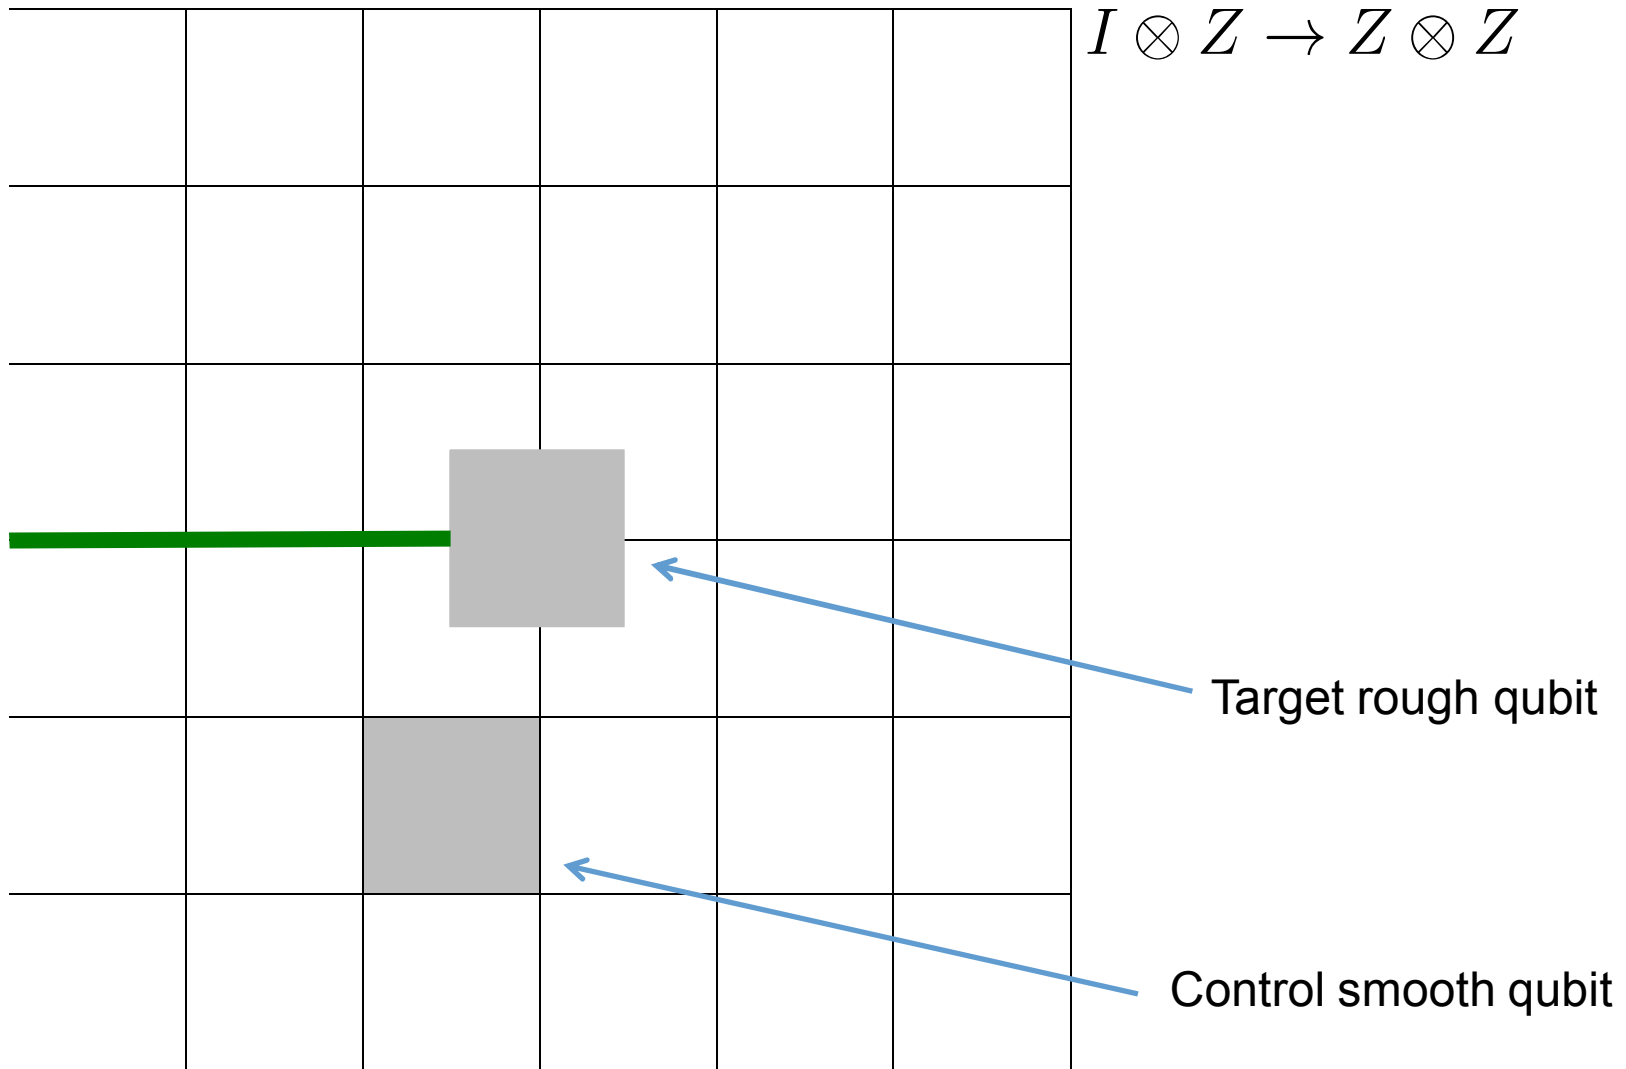 I ⊗ Z → Z ⊗ Z
Target rough qubit
Control smooth qubit